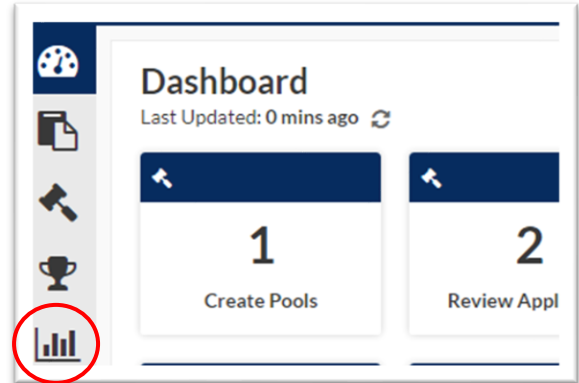 Dashboard
Last Updated: 0 mins ago
1
2
Create Pools
Review Appl